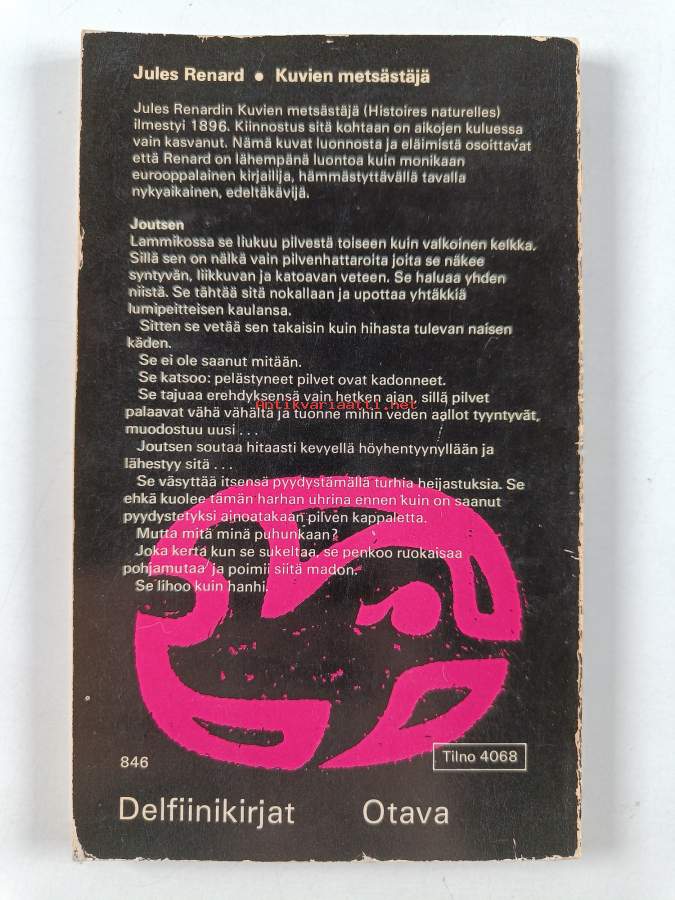 Jules Renard ● Kuvien metsästäjä
Jules Renardin Kuvien metsästäjä (Histoires naturelles)
ilmestyi 1896. Kiinnostus sitä kohtaan on aikojen kuluessa
vain kasvanut. Nämä kuvat luonnosta ja eläimistä osoittavat
että Renard on lähempänä luontoa kuin monikaan
eurooppalainen kirjailija, hämmästyttävällä tavalla
nykyaikainen, edeltäkävijä.
Joutsen
Lammikossa se liukuu pilvestä toiseen kuin valkoinen kelkka.
Sillä sen on nälkä vain pilvenhattaroita joita se näkee
syntyvän, liikkuvan ja katoavan veteen. Se haluaa yhden
niistä. Se tähtää sitä nokallaan ja upottaa yhtäkkiä
lumipeitteisen kaulansa.
Sitten se vetää sen takaisin kuin hihasta tulevan naisen
käden.
Se ei ole saanut mitään.
Se katsoo: pelästyneet pilvet ovat kadonneet.
Se tajuaa erehdyksensä vain hetken ajan, sillä pilvet
Antikvariaatti.net
palaavat vähä vähältä ja tuonne mihin veden aallot tyyntyvät,
muodostuu uusi . . .
Joutsen soutaa hitaasti kevyellä höyhentyynyllään ja
lähestyy sitä . . .
Se väsyttää itsensä pyydystämällä turhia heijastuksia. Se
ehkä kuolee tämän harhan uhrina ennen kuin on saanut
pyydystetyksi ainoatakaan pilven kappaletta.
Mutta mitä minä puhunkaan?
Joka kerta kun se sukeltaa, se penkoo ruokaisaa
pohjamutaa ja poimii siitä madon.
Se lihoo kuin hanhi.
846
Tilno 4068
Delfiinikirjat Otava